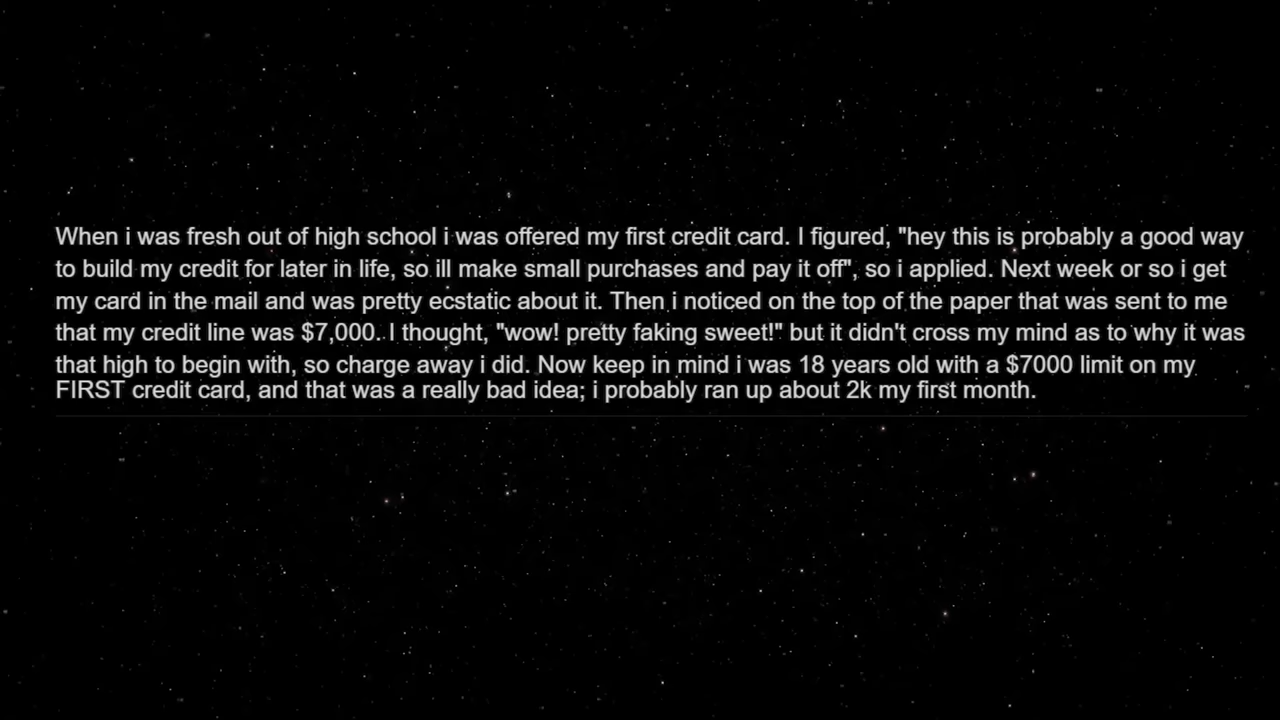 When i was fresh out of high school i was offered my first credit card. I figured, "hey this is probably a good way
to build my credit for later in life, so ill make small purchases and pay it off", so i applied. Next week or so i get
my card in the mail and was pretty ecstatic about it. Then i noticed on the top of the paper that was sent to me
that my credit line was $7,000. I thought, "wow! pretty faking sweet!" but it didn't cross my mind as to why it was
that high to begin with, so charge away i did. Now keep in mind i was 18 years old with a $7000 limit on my
FIRST credit card, and that was a really bad idea; i probably ran up about 2k my first month.